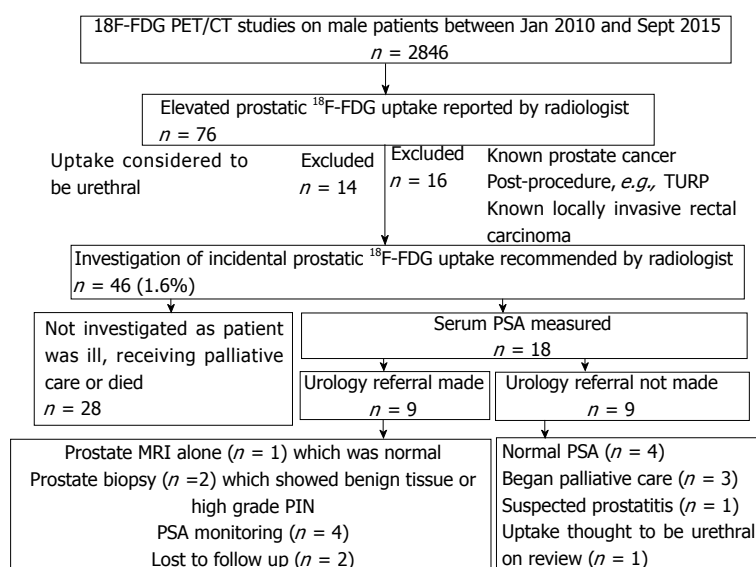 18F-FDG PET/CT studies on male patients between Jan 2010 and Sept 2015
n = 2846
Elevated prostatic ¹⁸F-FDG uptake reported by radiologist
n = 76
Uptake considered to
be urethral
Excluded
n = 14
Excluded
n = 16
Known prostate cancer
Post-procedure, e.g., TURP
Known locally invasive rectal
carcinoma
Investigation of incidental prostatic ¹⁸F-FDG uptake recommended by radiologist
n = 46 (1.6%)
Not investigated as patient
was ill, receiving palliative
care or died
n = 28
Serum PSA measured
n = 18
Urology referral made
n = 9
Urology referral not made
n = 9
Prostate MRI alone (n = 1) which was normal
Prostate biopsy (n =2) which showed benign tissue or
high grade PIN
PSA monitoring (n = 4)
Lost to follow up (n = 2)
Normal PSA (n = 4)
Began palliative care (n = 3)
Suspected prostatitis (n = 1)
Uptake thought to be urethral
on review (n = 1)